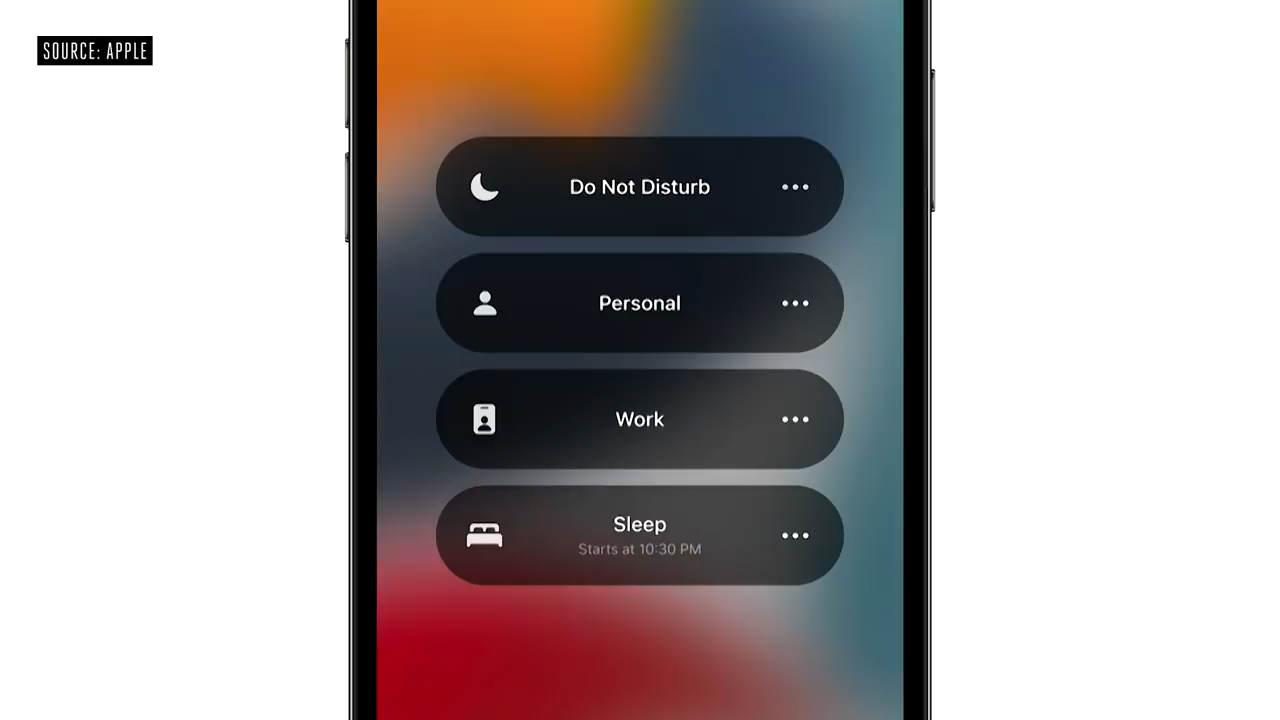 SOURCE: APPLE
Do Not Disturb
Personal
Work
Sleep
Starts at 10:30 PM